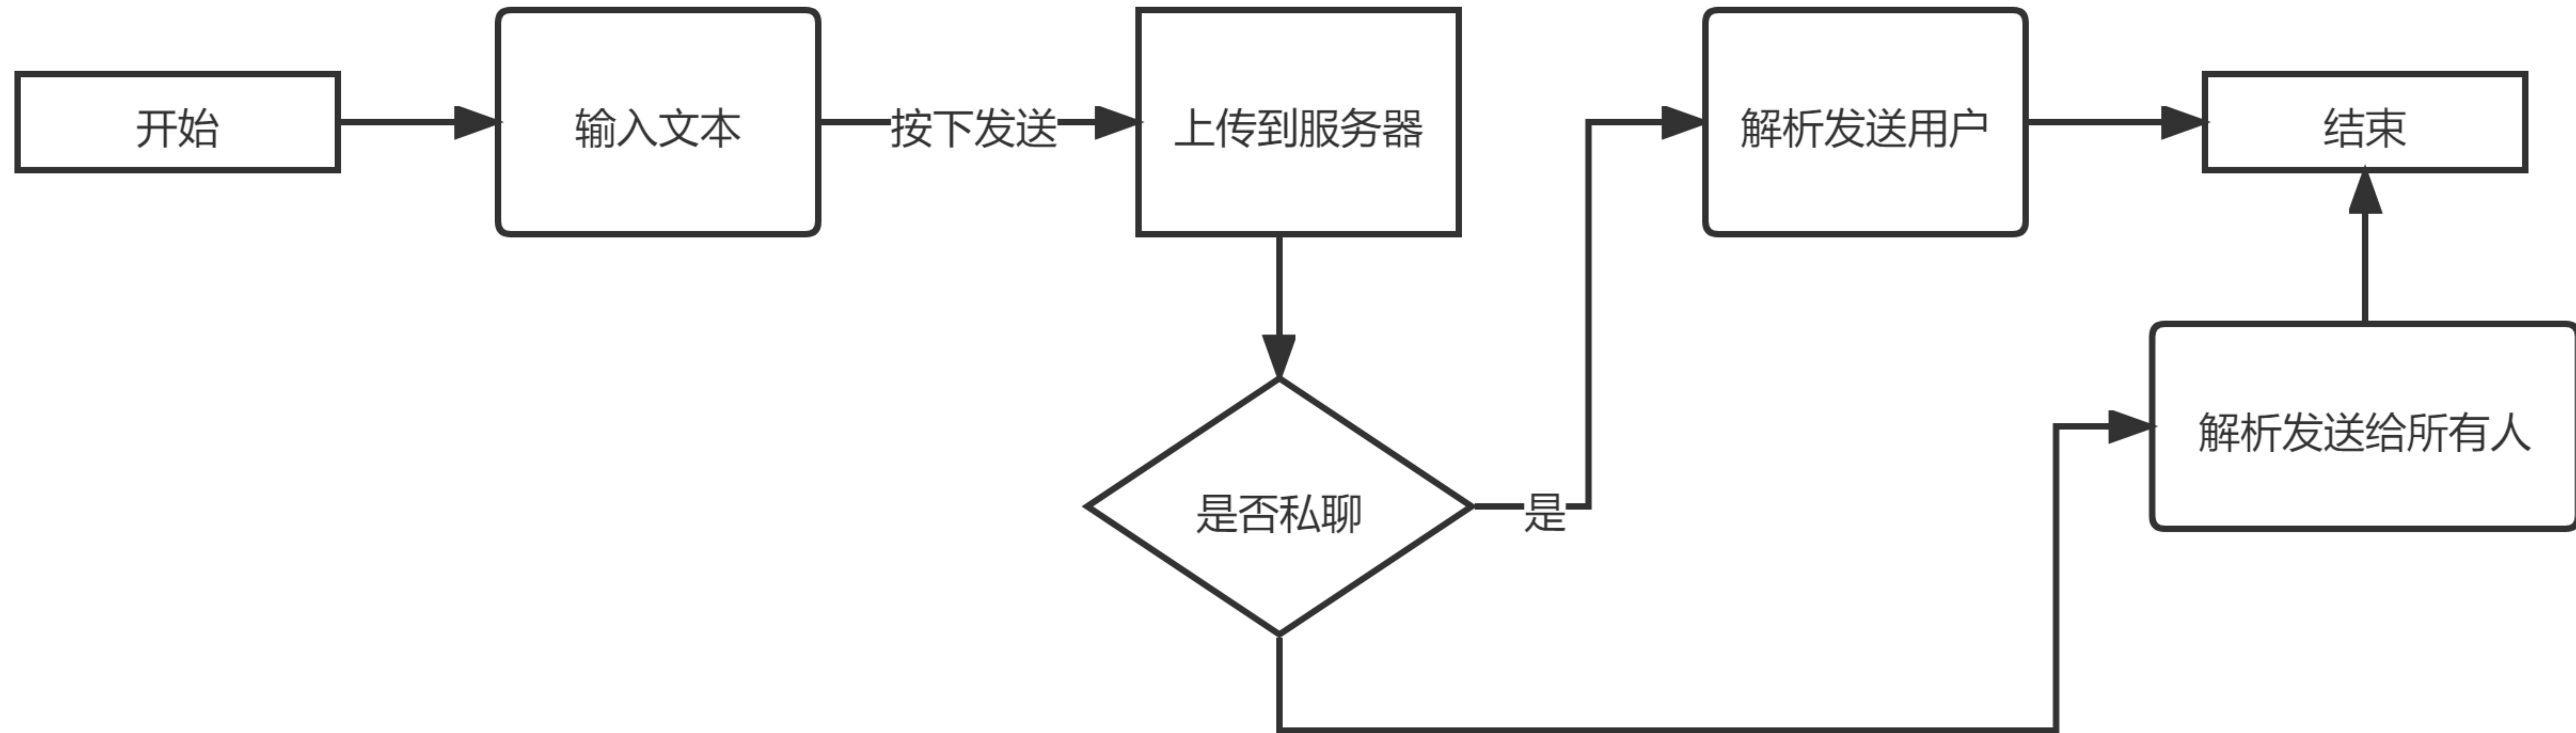 开始
输入文本
按下发送
上传到服务器
解析发送用户
结束
解析发送给所有人
是否私聊
是